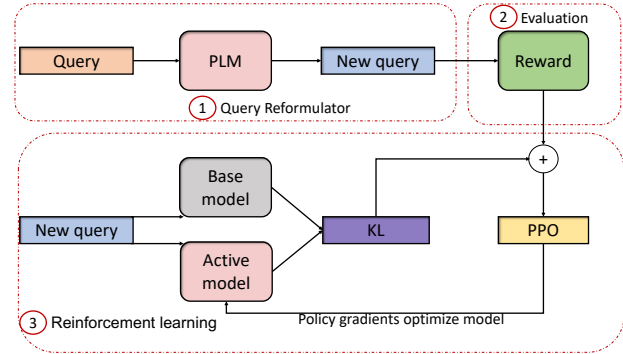 2 Evaluation
Query
PLM
New query
Reward
1 Query Reformulator
+
Base
model
New query
KL
PPO
Active
model
3 Reinforcement learning
Policy gradients optimize model